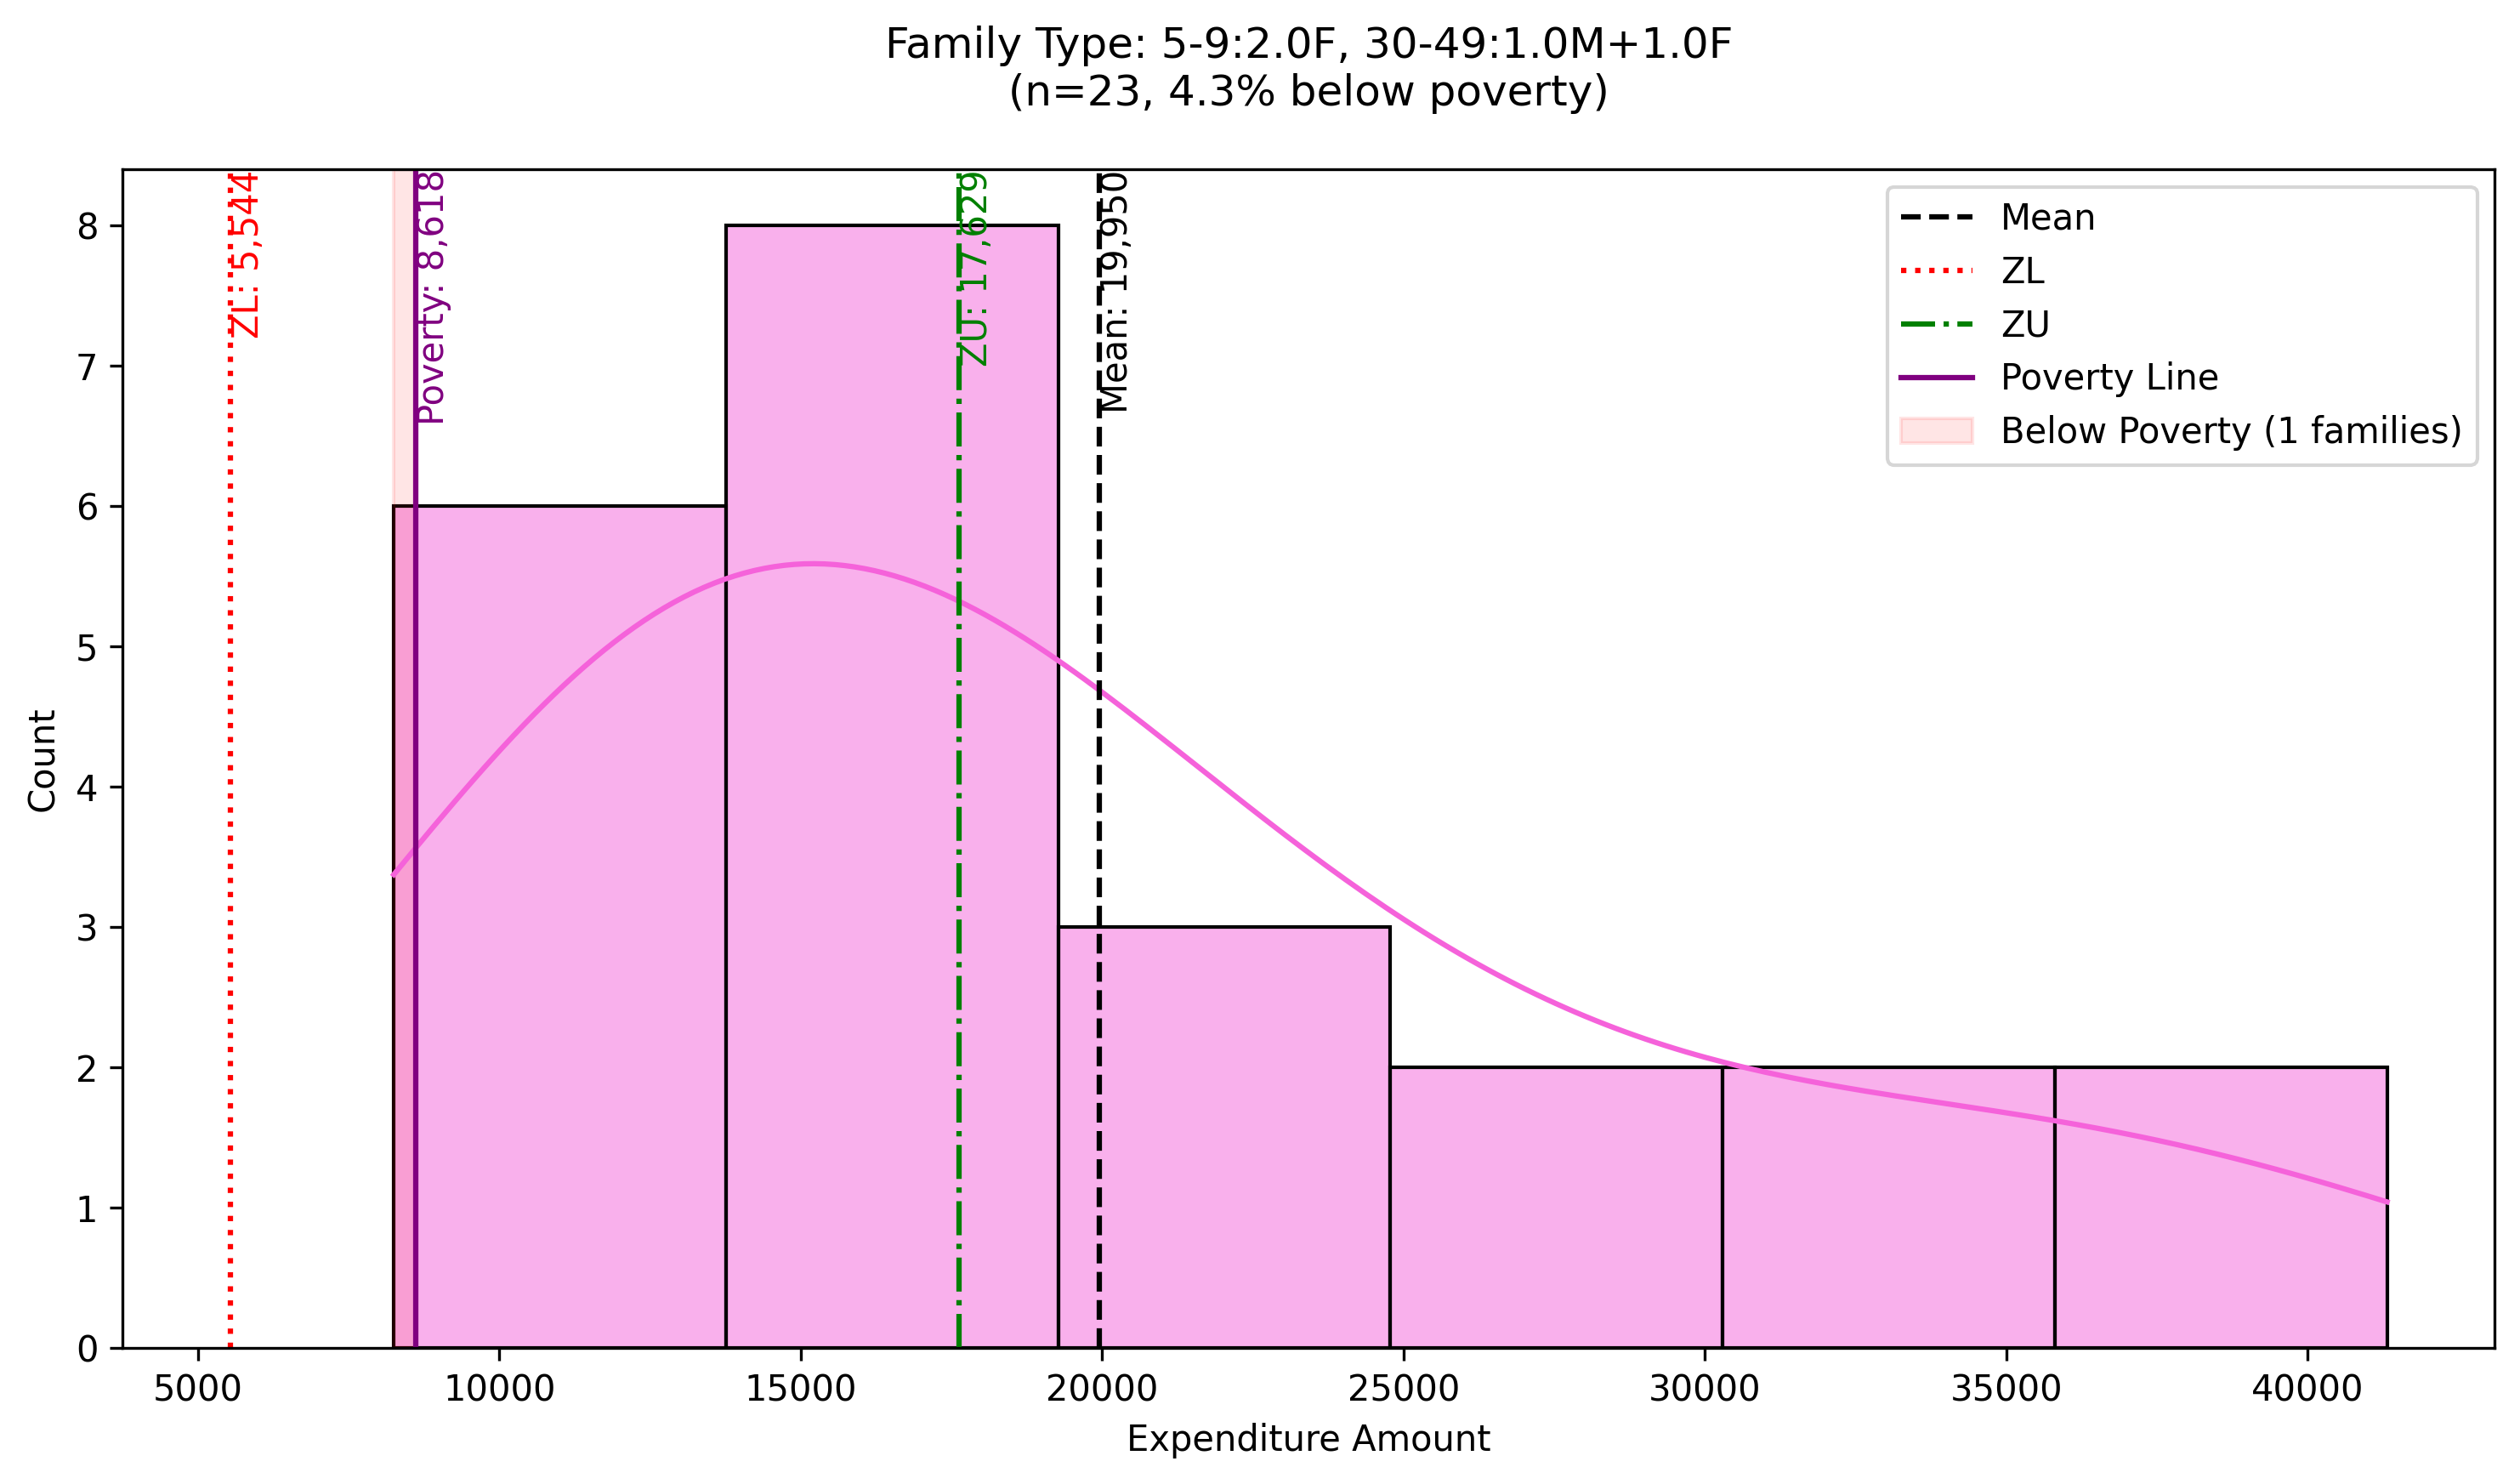 Family Type: 5-9:2.0F, 30-49:1.0M+1.0F
(n=23, 4.3% below poverty)
ZL: 5,544
Poverty: 8,618
ZU: 17,629
Mean: 19,950
Mean
ZL
ZU
Poverty Line
Below Poverty (1 families)
8
7
6
5
4
3
2
1
0
Count
5000 10000 15000 20000 25000 30000 35000 40000
Expenditure Amount